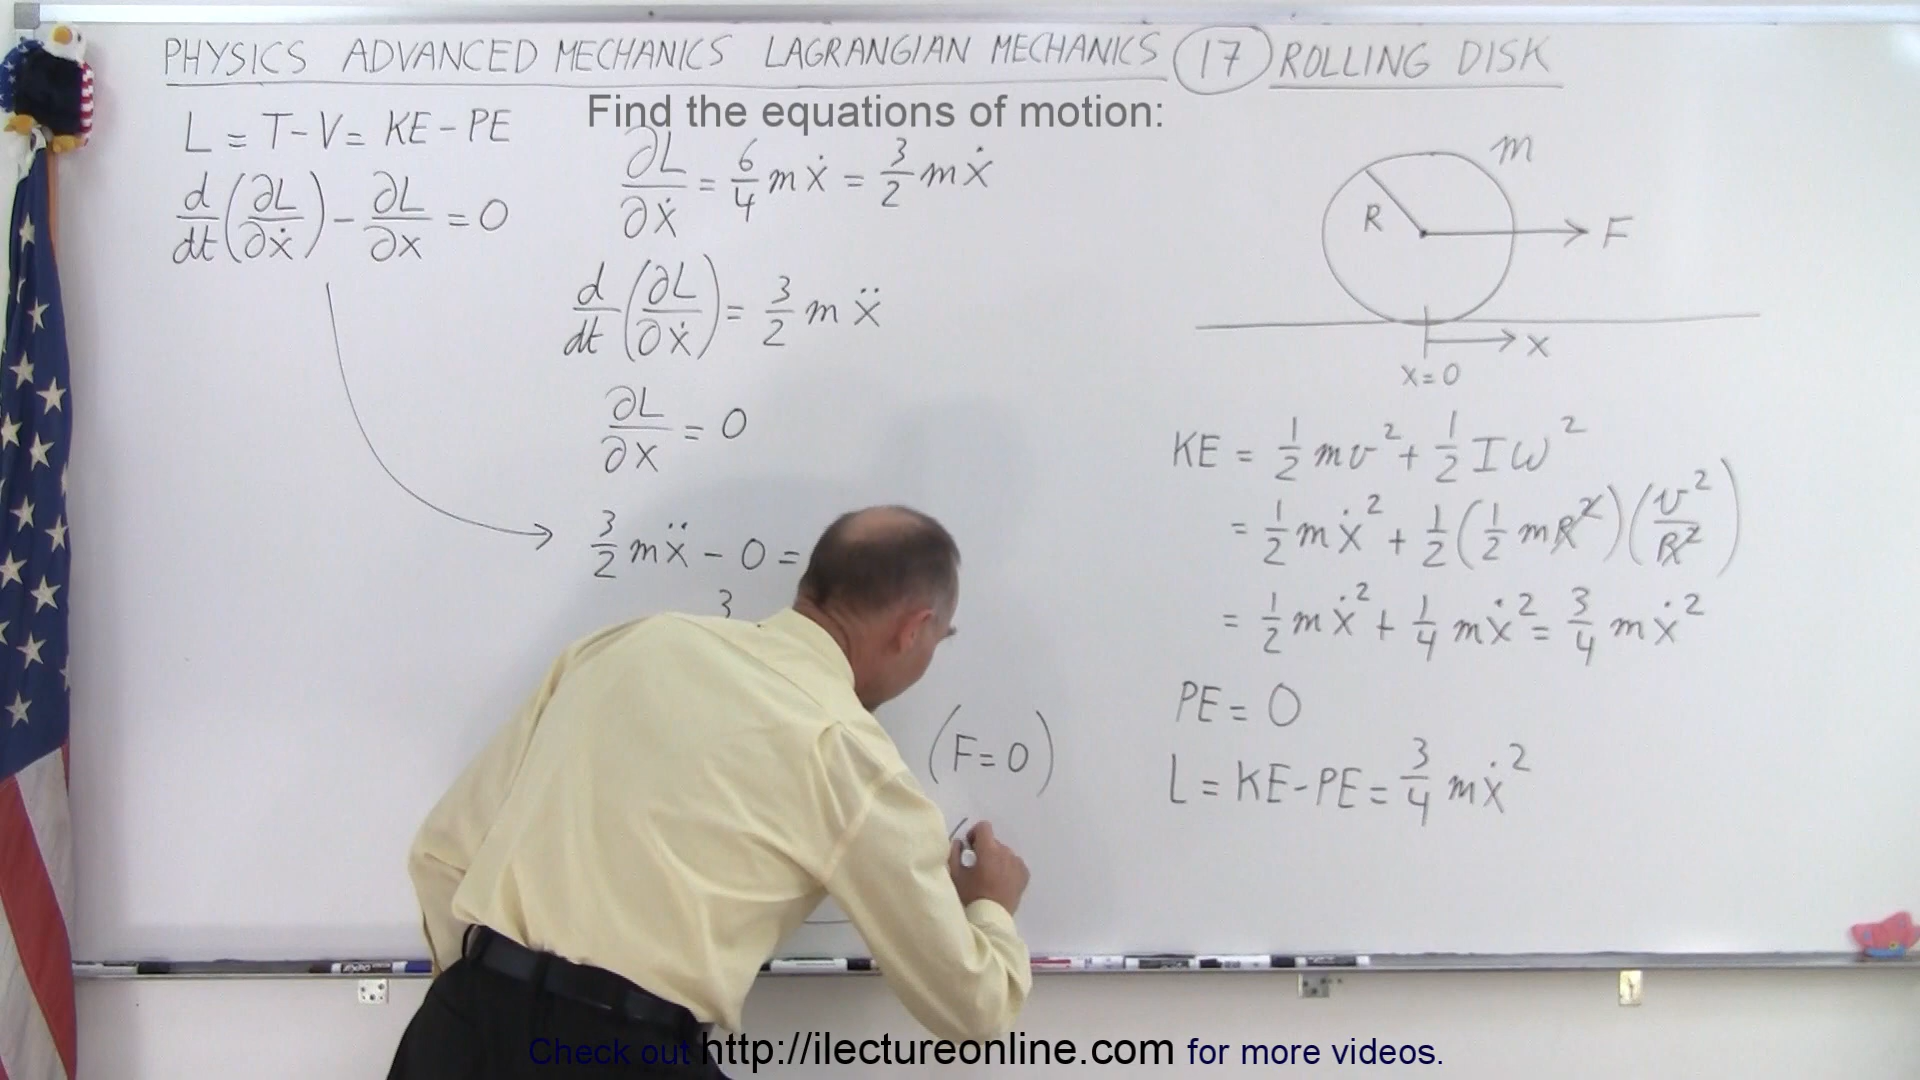 PHYSICS ADVANCED MECHANICS LAGRANGIAN MECHANICS 17 ROLLING DISK
Find the equations of motion:
L = T-V = KE-PE
d/dt(∂L/∂ẋ) - ∂L/∂x = 0
∂L/∂ẋ = 6/4 mẋ = 3/2 mẋ
d/dt(∂L/∂ẋ) = 3/2 mẍ
∂L/∂x = 0
3/2 mẍ - 0 =
3
(F=0)
(
m
R
F
x
x=0
KE = 1/2 mv² + 1/2 Iω²
= 1/2 mẋ² + 1/2(1/2 mR²)(v²/R²)
= 1/2 mẋ² + 1/4 mẋ² = 3/4 mẋ²
PE = 0
L = KE-PE = 3/4 mẋ²
EXPO
Check out http://ilectureonline.com for more videos.